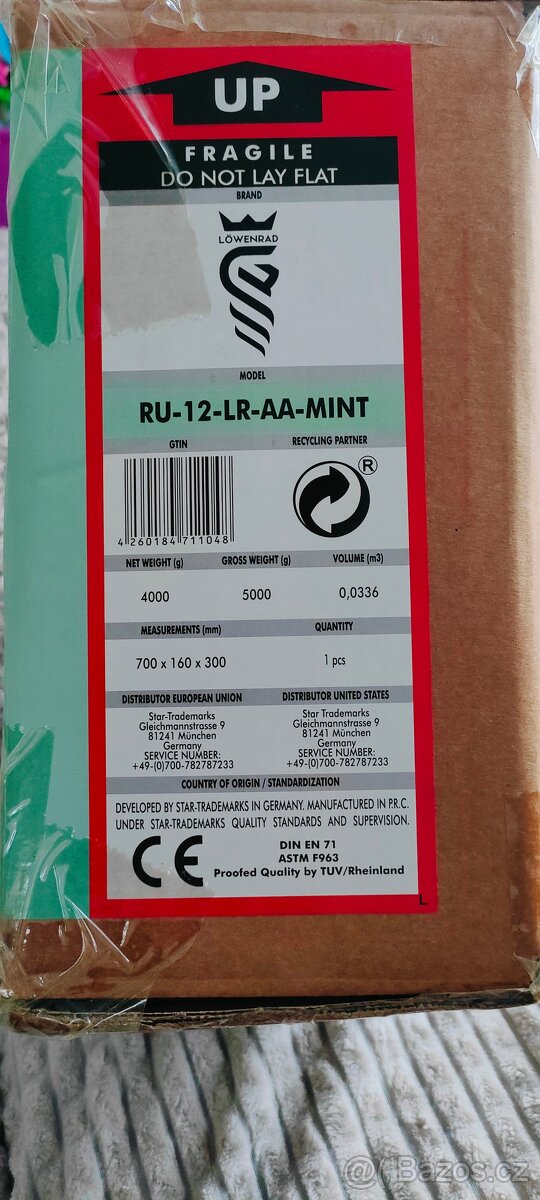 UP
FRAGILE
DO NOT LAY FLAT
BRAND
LÖWENRAD
MODEL
RU-12-LR-AA-MINT
GTIN
RECYCLING PARTNER
®
4 260184 711048
NET WEIGHT (g)
GROSS WEIGHT (g)
VOLUME (m3)
4000
5000
0,0336
MEASUREMENTS (mm)
QUANTITY
700 x 160 x 300
1 pcs
DISTRIBUTOR EUROPEAN UNION
Star-Trademarks
Gleichmannstrasse 9
81241 München
Germany
SERVICE NUMBER:
+49-(0)700-782787233
DISTRIBUTOR UNITED STATES
Star Trademarks
Gleichmannstrasse 9
81241 München
Germany
SERVICE NUMBER:
+49-(0)700-782787233
COUNTRY OF ORIGIN / STANDARDIZATION
DEVELOPED BY STAR-TRADEMARKS IN GERMANY. MANUFACTURED IN P.R.C.
UNDER STAR-TRADEMARKS QUALITY STANDARDS AND SUPERVISION.
CE
DIN EN 71
ASTM F963
Proofed Quality by TUV/Rheinland
L
@ Bazos.cz